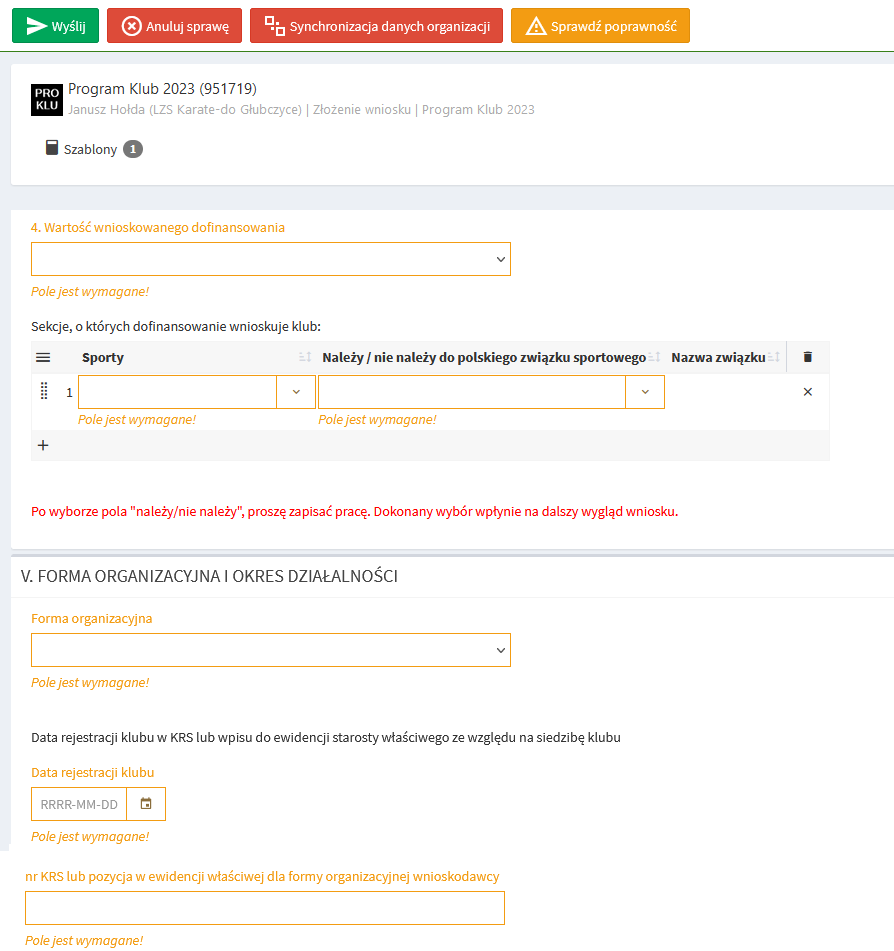 Wyślij Anuluj sprawę Synchronizacja danych organizacji Sprawdź poprawność
PRO KLU
Program Klub 2023 (951719)
Janusz Hołda (LZS Karate-do Głubczyce) | Złożenie wniosku | Program Klub 2023
Szablony 1
4. Wartość wnioskowanego dofinansowania
Pole jest wymagane!
Sekcje, o których dofinansowanie wnioskuje klub:
Sporty Należy / nie należy do polskiego związku sportowego Nazwa związku
1
Pole jest wymagane! Pole jest wymagane!
Po wyborze pola "należy/nie należy", proszę zapisać pracę. Dokonany wybór wpłynie na dalszy wygląd wniosku.
V. FORMA ORGANIZACYJNA I OKRES DZIAŁALNOŚCI
Forma organizacyjna
Pole jest wymagane!
Data rejestracji klubu w KRS lub wpisu do ewidencji starosty właściwego ze względu na siedzibę klubu
Data rejestracji klubu
RRRR-MM-DD
Pole jest wymagane!
nr KRS lub pozycja w ewidencji właściwej dla formy organizacyjnej wnioskodawcy
Pole jest wymagane!